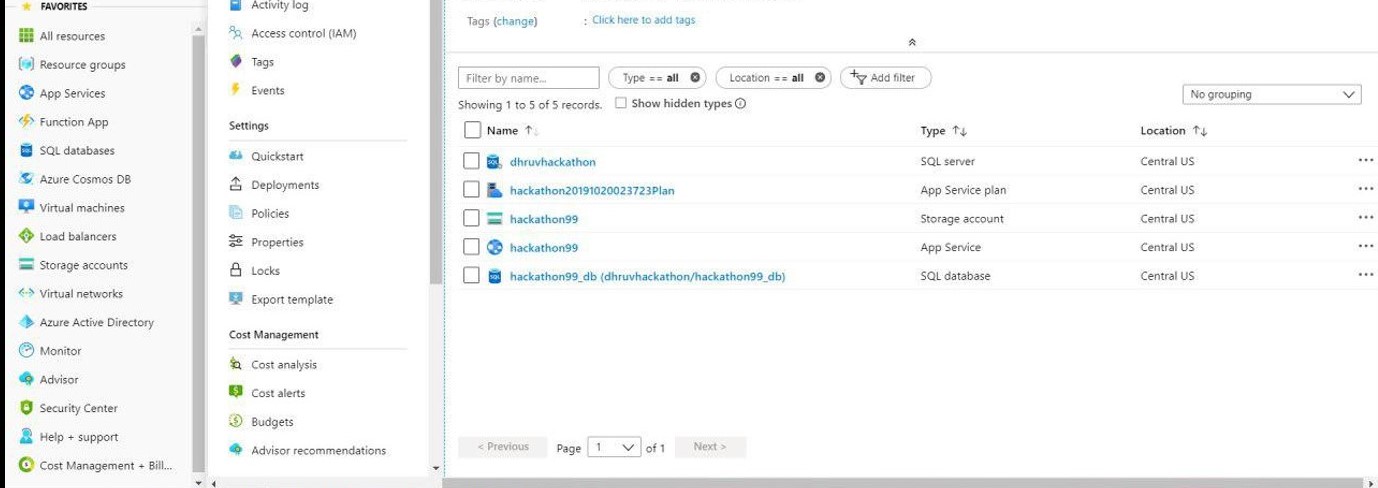 FAVORITES
All resources
Resource groups
App Services
Function App
SQL databases
Azure Cosmos DB
Virtual machines
Load balancers
Storage accounts
Virtual networks
Azure Active Directory
Monitor
Advisor
Security Center
Help + support
Cost Management + Bill...
Activity log
Access control (IAM)
Tags
Events
Settings
Quickstart
Deployments
Policies
Properties
Locks
Export template
Cost Management
Cost analysis
Cost alerts
Budgets
Advisor recommendations
Tags (change) : Click here to add tags
Filter by name... Type == all Location == all Add filter
Showing 1 to 5 of 5 records. Show hidden types No grouping
Name Type Location
dhruvhackathon SQL server Central US
hackathon20191020023723Plan App Service plan Central US
hackathon99 Storage account Central US
hackathon99 App Service Central US
hackathon99_db (dhruvhackathon/hackathon99_db) SQL database Central US
< Previous Page 1 of 1 Next >